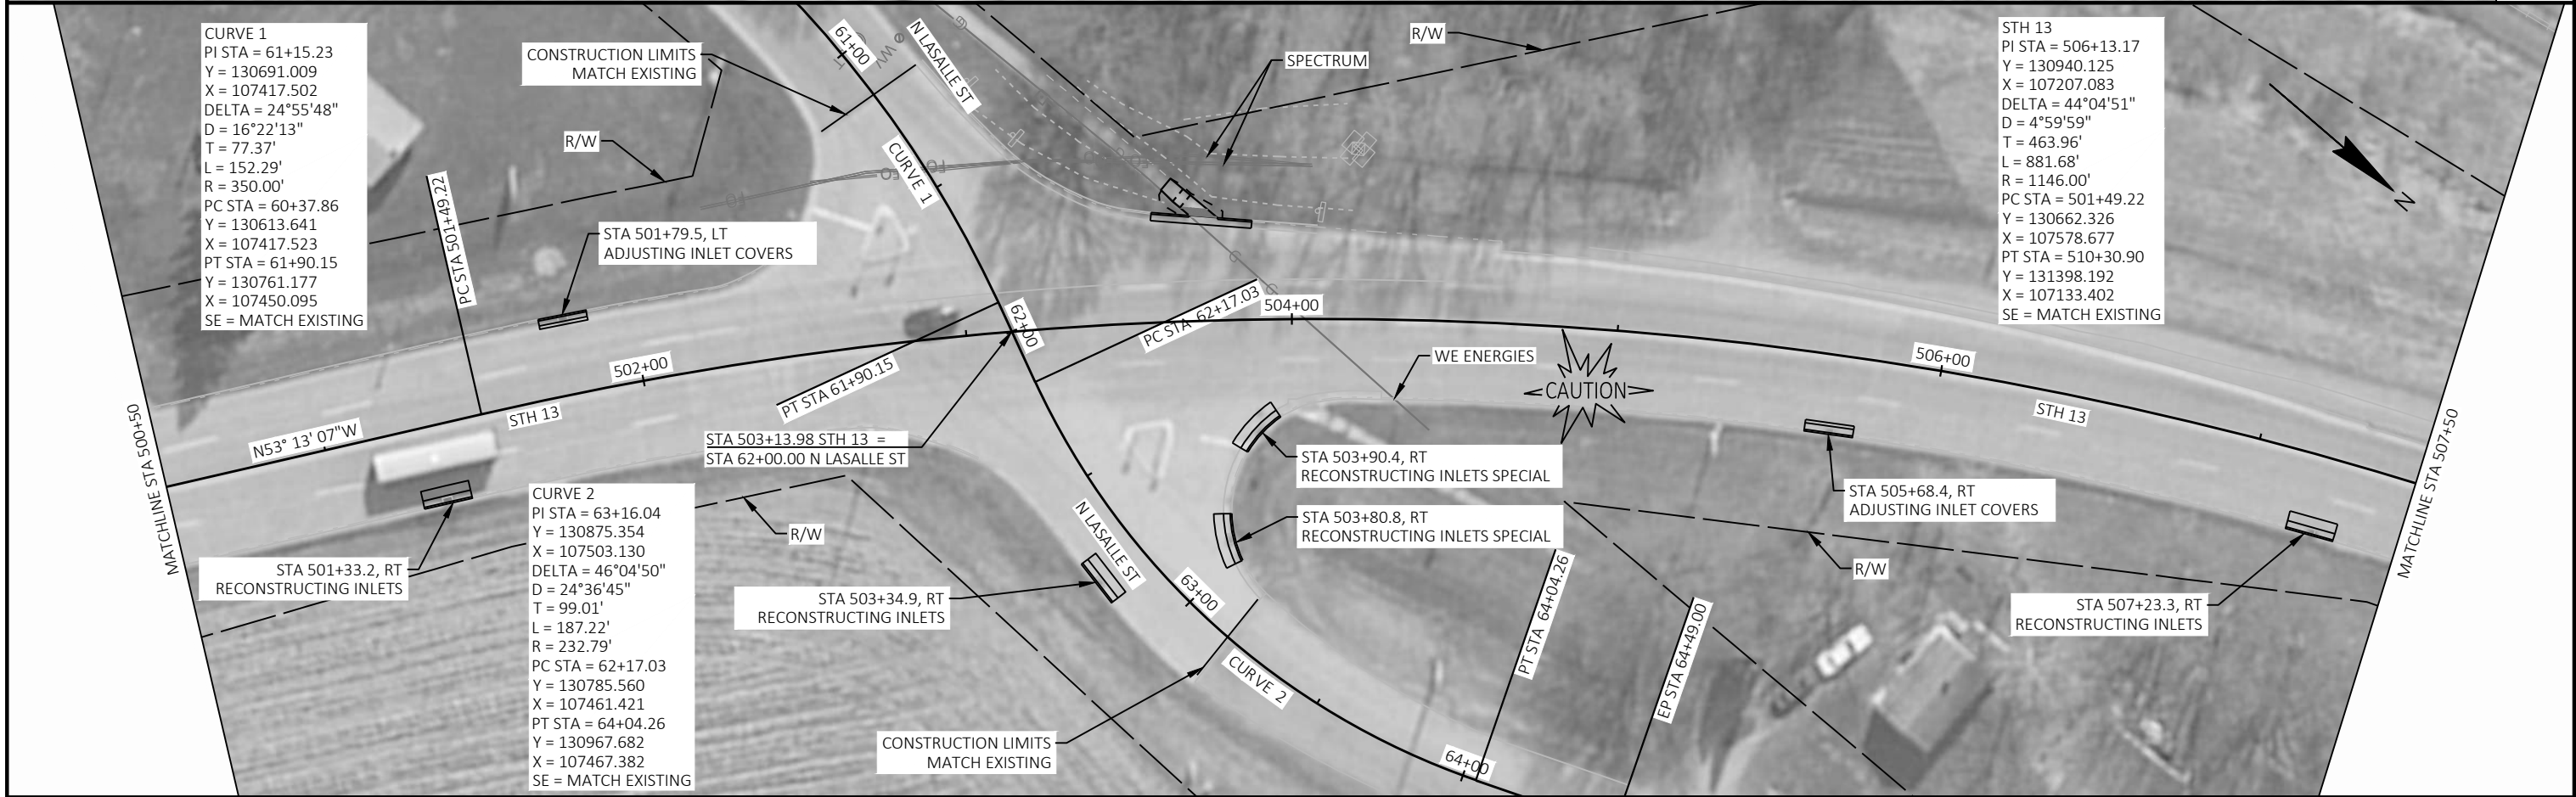 CURVE 1
PI STA = 61+15.23
Y = 130691.009
X = 107417.502
DELTA = 24°55'48"
D = 16°22'13"
T = 77.37'
L = 152.29'
R = 350.00'
PC STA = 60+37.86
Y = 130613.641
X = 107417.523
PT STA = 61+90.15
Y = 130761.177
X = 107450.095
SE = MATCH EXISTING
CONSTRUCTION LIMITS
MATCH EXISTING
R/W
61+00
N LASALLE ST
CURVE 1
SPECTRUM
R/W
STH 13
PI STA = 506+13.17
Y = 130940.125
X = 107207.083
DELTA = 44°04'51"
D = 4°59'59"
T = 463.96'
L = 881.68'
R = 1146.00'
PC STA = 501+49.22
Y = 130662.326
X = 107578.677
PT STA = 510+30.90
Y = 131398.192
X = 107133.402
SE = MATCH EXISTING
N
FO
FO
FO
G
G
PC STA 501+49.22
STA 501+79.5, LT
ADJUSTING INLET COVERS
62+00
PC STA 62+17.03
504+00
502+00
PT STA 61+90.15
WE ENERGIES
CAUTION
506+00
STH 13
N53° 13' 07"W
STH 13
MATCHLINE STA 500+50
MATCHLINE STA 507+50
STA 503+13.98 STH 13 =
STA 62+00.00 N LASALLE ST
STA 503+90.4, RT
RECONSTRUCTING INLETS SPECIAL
STA 503+80.8, RT
RECONSTRUCTING INLETS SPECIAL
STA 505+68.4, RT
ADJUSTING INLET COVERS
R/W
R/W
STA 501+33.2, RT
RECONSTRUCTING INLETS
CURVE 2
PI STA = 63+16.04
Y = 130875.354
X = 107503.130
DELTA = 46°04'50"
D = 24°36'45"
T = 99.01'
L = 187.22'
R = 232.79'
PC STA = 62+17.03
Y = 130785.560
X = 107461.421
PT STA = 64+04.26
Y = 130967.682
X = 107467.382
SE = MATCH EXISTING
STA 503+34.9, RT
RECONSTRUCTING INLETS
N LASALLE ST
63+00
CURVE 2
PT STA 64+04.26
EP STA 64+49.00
STA 507+23.3, RT
RECONSTRUCTING INLETS
CONSTRUCTION LIMITS
MATCH EXISTING
64+00